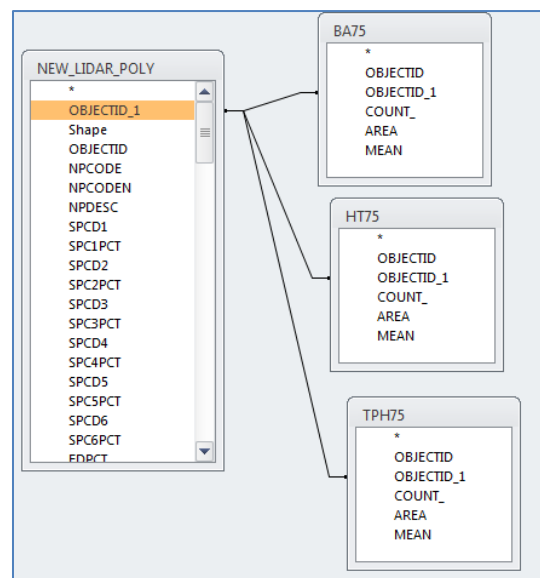 NEW_LIDAR_POLY
*
OBJECTID_1
Shape
OBJECTID
NPCODE
NPCODEN
NPDESC
SPCD1
SPC1PCT
SPCD2
SPC2PCT
SPCD3
SPC3PCT
SPCD4
SPC4PCT
SPCD5
SPC5PCT
SPCD6
SPC6PCT
BA75
*
OBJECTID
OBJECTID_1
COUNT_
AREA
MEAN
HT75
*
OBJECTID
OBJECTID_1
COUNT_
AREA
MEAN
TPH75
*
OBJECTID
OBJECTID_1
COUNT_
AREA
MEAN